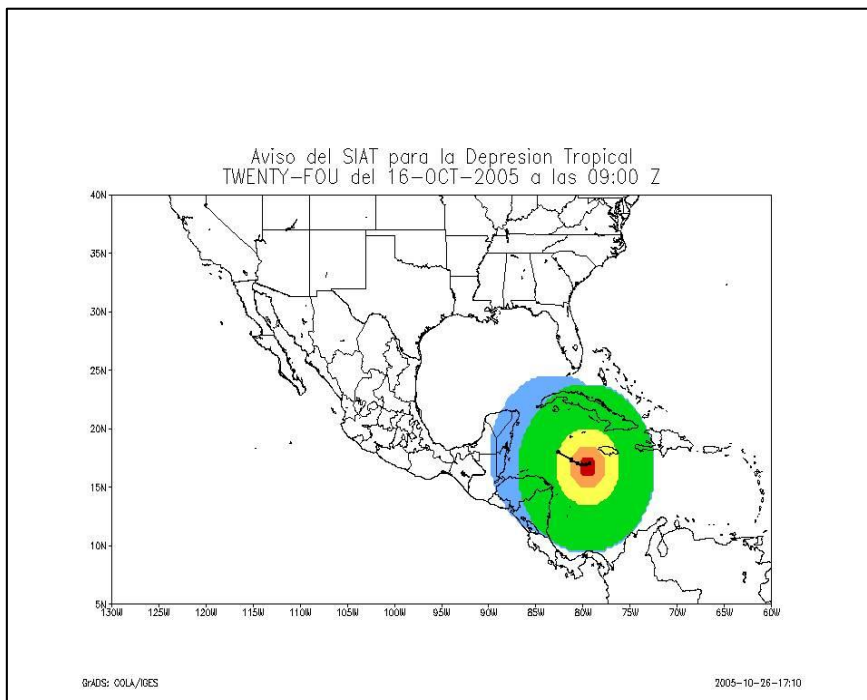 Aviso del SIAT para la Depresion Tropical
TWENTY-FOU del 16-OCT-2005 a las 09:00 Z
40N
35N
30N
25N
20N
15N
10N
5N
130W 125W 120W 115W 110W 105W 100W 95W 90W 85W 80W 75W 70W 65W 60W
GrADS: COLA/IGES 2005-10-26-17:10